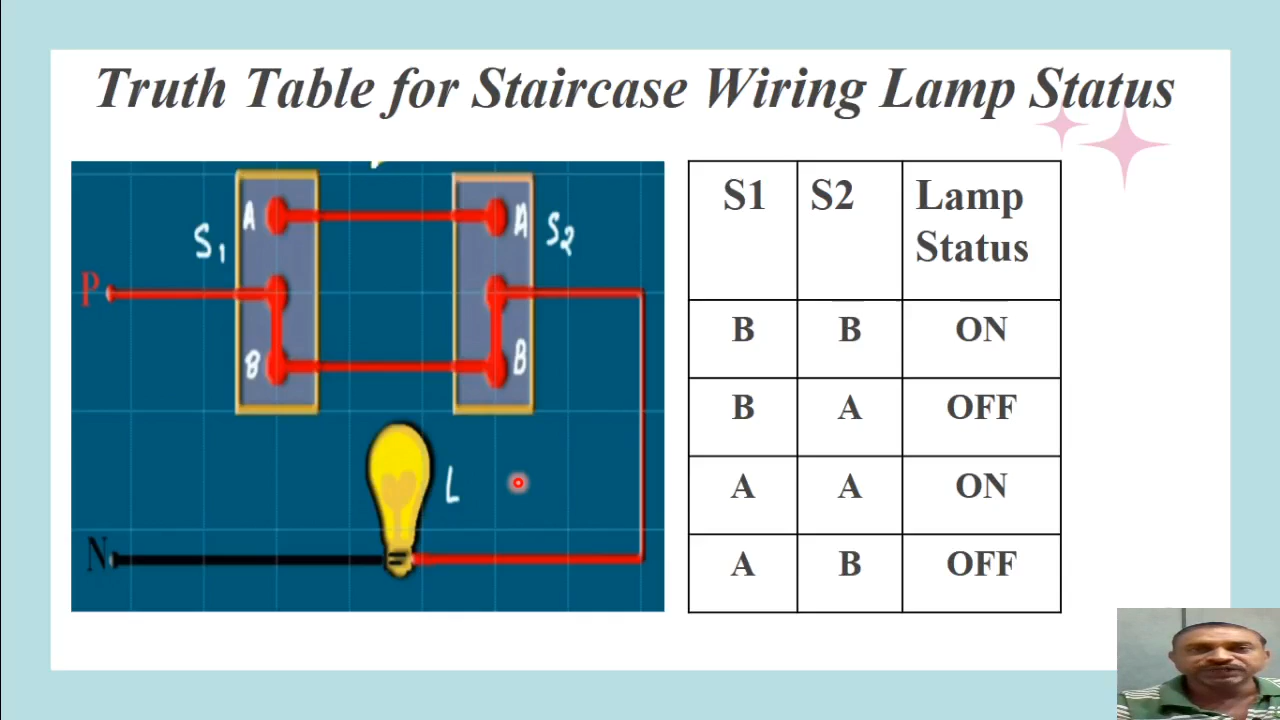 Truth Table for Staircase Wiring Lamp Status
A
A
S1
S2
P
B
B
L
N
S1 S2 Lamp Status
B B ON
B A OFF
A A ON
A B OFF